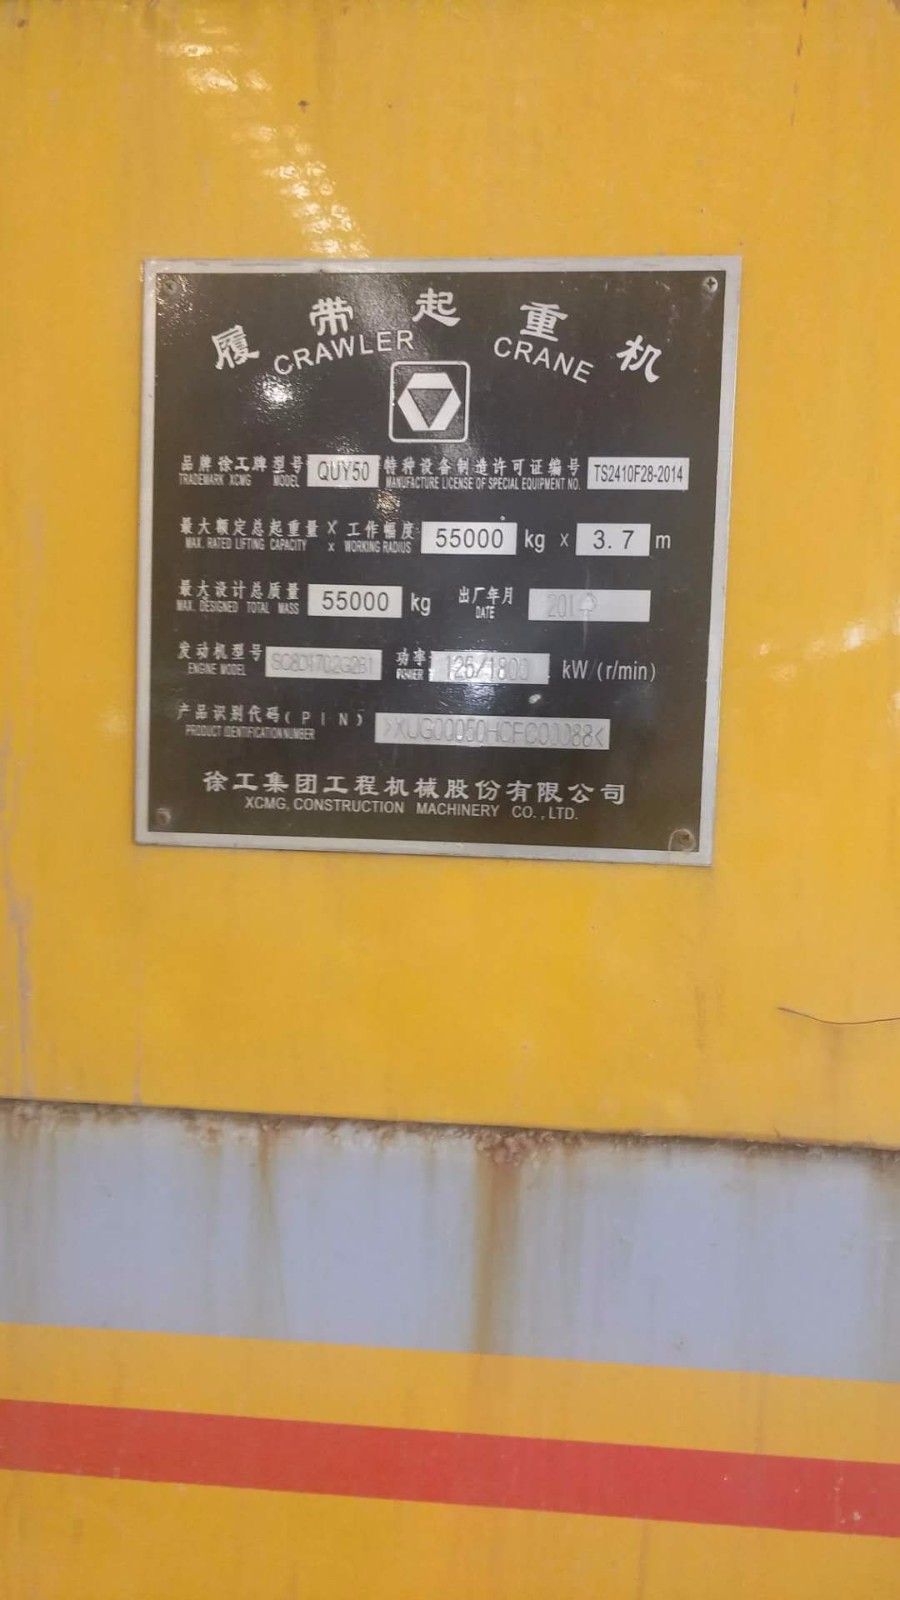 履带起重机
CRAWLER CRANE
品牌 徐工牌 型号 QUY50 特种设备制造许可证编号 TS2410F28-2014
TRADEMARK XCMG MODEL MANUFACTURE LICENSE OF SPECIAL EQUIPMENT NO.
最大额定总起重量 × 工作幅度 55000 kg × 3.7 m
MAX. RATED LIFTING CAPACITY x WORKING RADIUS
最大设计总质量 55000 kg 出厂年月
MAX. DESIGNED TOTAL MASS DATE
发动机型号 功率 125/1800 kW/(r/min)
ENGINE MODEL POWER
产品识别代码(PIN)
PRODUCT IDENTIFICATION NUMBER
徐工集团工程机械股份有限公司
XCMG. CONSTRUCTION MACHINERY CO.,LTD.